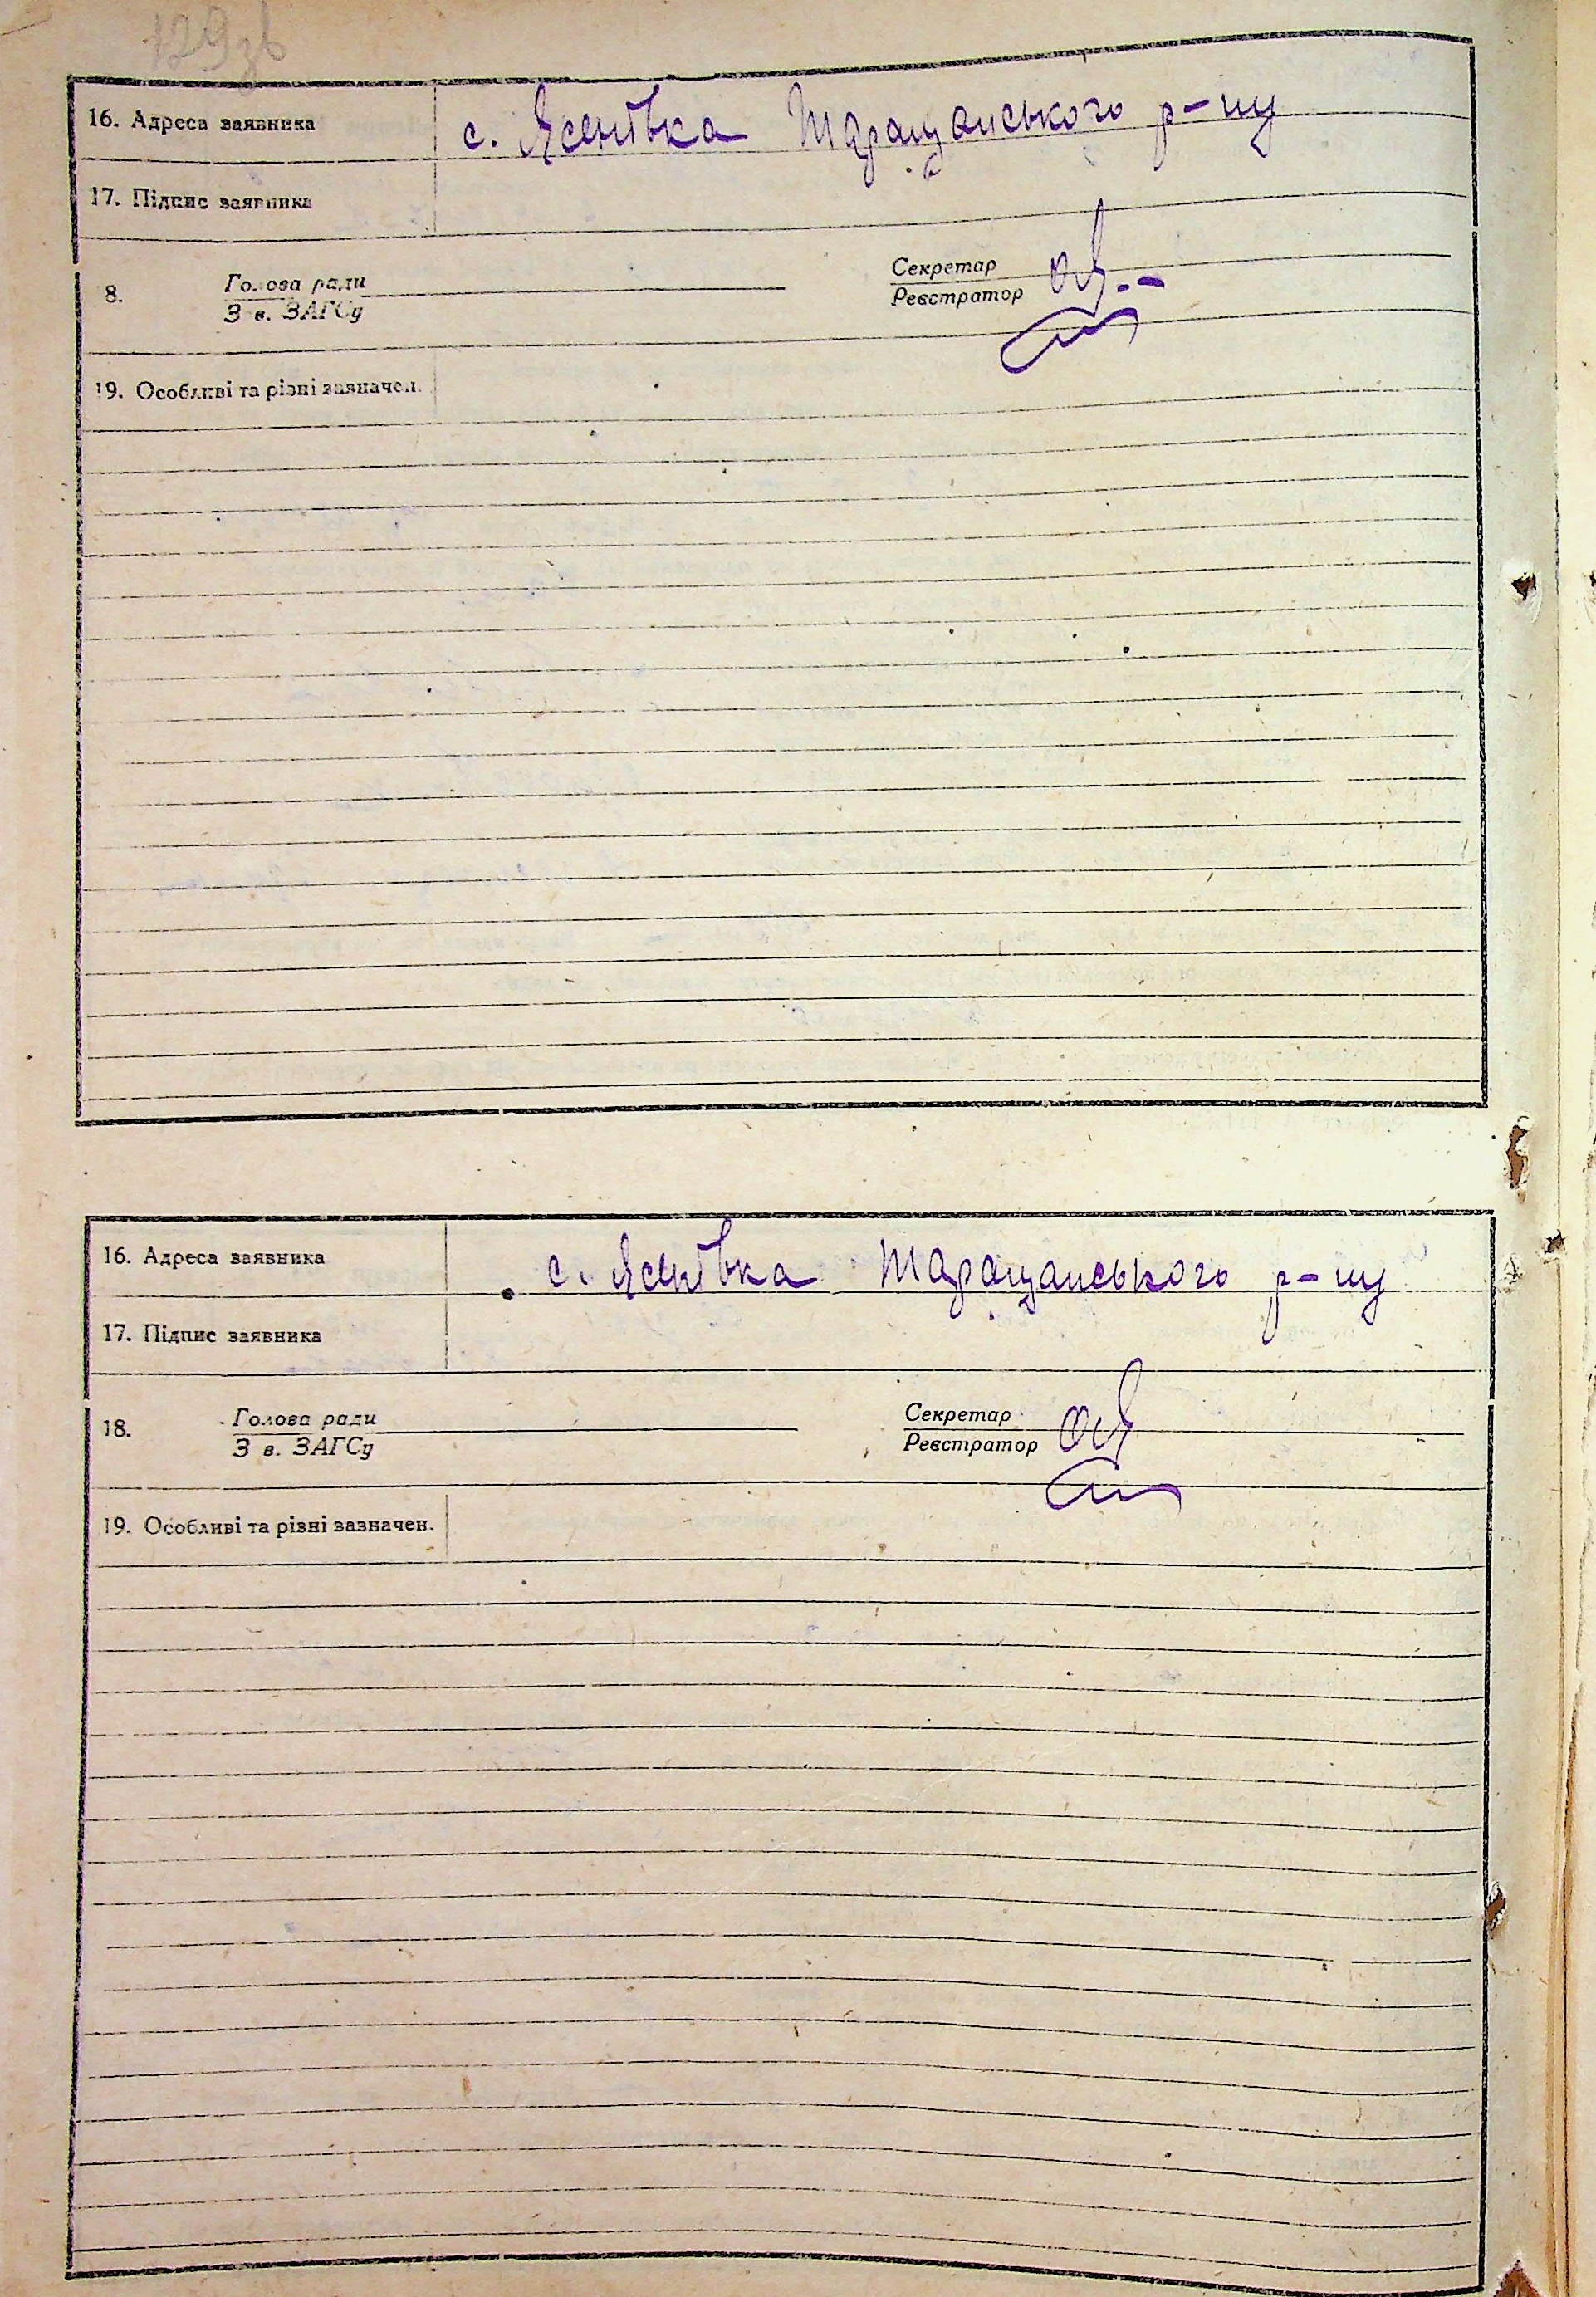 129зв
16. Адреса заявника с. Ясенівка Таращанського р-ну
17. Підпис заявника
8. Голова ради Секретар
З в. ЗАГСу Реєстратор
19. Особливі та різні зазначен.
16. Адреса заявника с. Ясенівка Таращанського р-ну
17. Підпис заявника
18. Голова ради Секретар
З в. ЗАГСу Реєстратор
19. Особливі та різні зазначен.